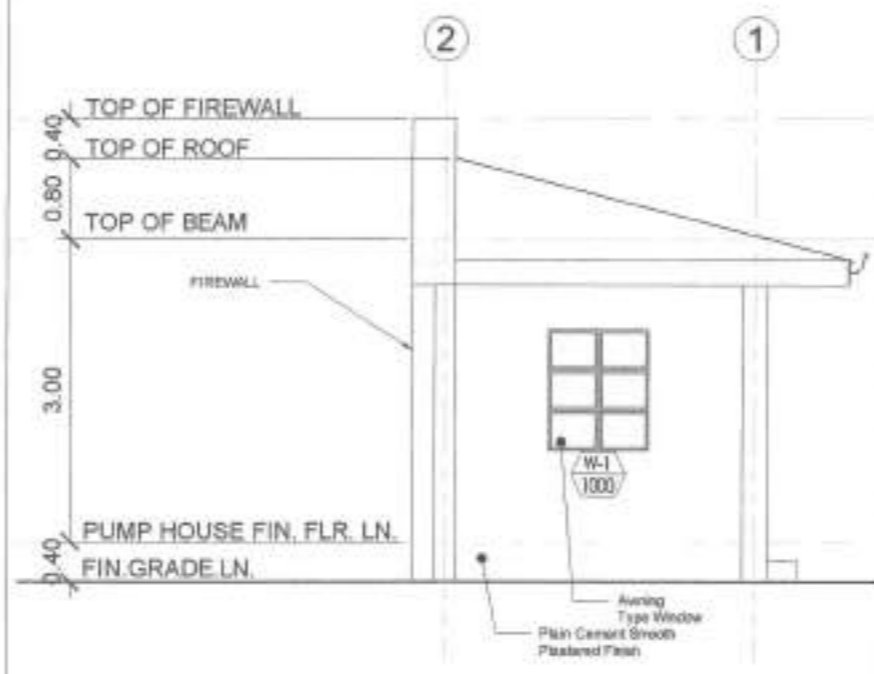 2
1
TOP OF FIREWALL
0.40
TOP OF ROOF
0.80
TOP OF BEAM
FIREWALL
3.00
W-1
1000
PUMP HOUSE FIN. FLR. LN.
0.40
FIN.GRADE LN.
Awning
Type Window
Plain Cement Smooth
Plastered Finish